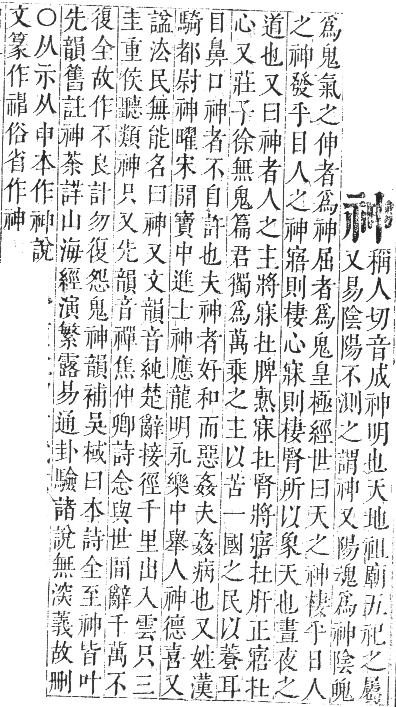 神
稱人切音成神明也天地祖廟五祀之屬
又易陰陽不測之謂神又陽魂爲神陰魄
爲鬼氣之伸者爲神屈者爲鬼皇極經世曰天之神棲乎日人
之神發乎目人之神寤則棲心寐則棲腎所以象天也晝夜之
道也又曰神者人之主將寐扗脾熟寐扗腎將寤扗肝正寤扗
心又莊子徐無鬼篇君獨爲萬乘之主以苦一國之民以養耳
目鼻口神者不自許也夫神者好和而惡姦夫姦病也又姓漢
騎都尉神曜宋開寶中進士神應龍明永樂中舉人神德喜又
諡法民無能名曰神又文韻音純楚辭接徑千里出入雲只三
圭重侯聽類神只又先韻音禪焦仲卿詩念與世間辭千萬不
復全故作不良計勿復怨鬼神韻補吳棫曰本詩全至神皆叶
先韻舊註神荼詳山海經演繁露易通卦驗諸說無深義故刪
〇从示从申本作神說
文篆作俗省作神